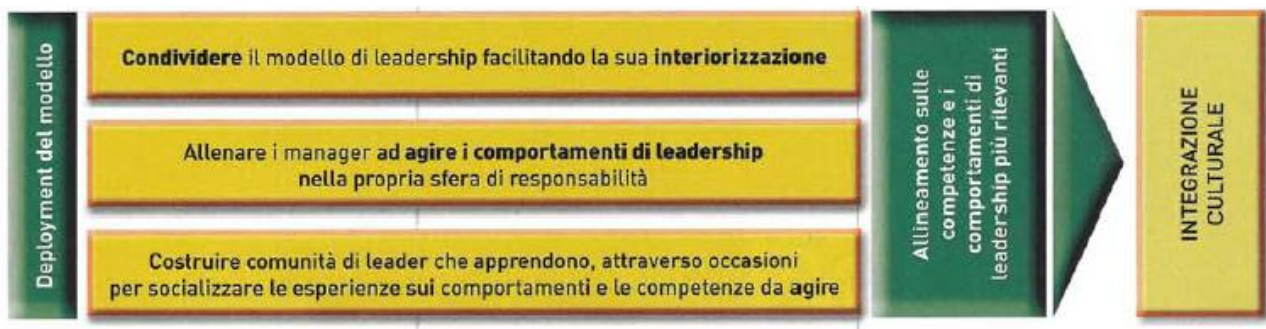 Deployment del modello
Condividere il modello di leadership facilitando la sua interiorizzazione
Allenare i manager ad agire i comportamenti di leadership
nella propria sfera di responsabilità
Costruire comunità di leader che apprendono, attraverso occasioni
per socializzare le esperienze sui comportamenti e le competenze da agire
Allineamento sulle
competenze e i
comportamenti di
leadership più rilevanti
INTEGRAZIONE
CULTURALE